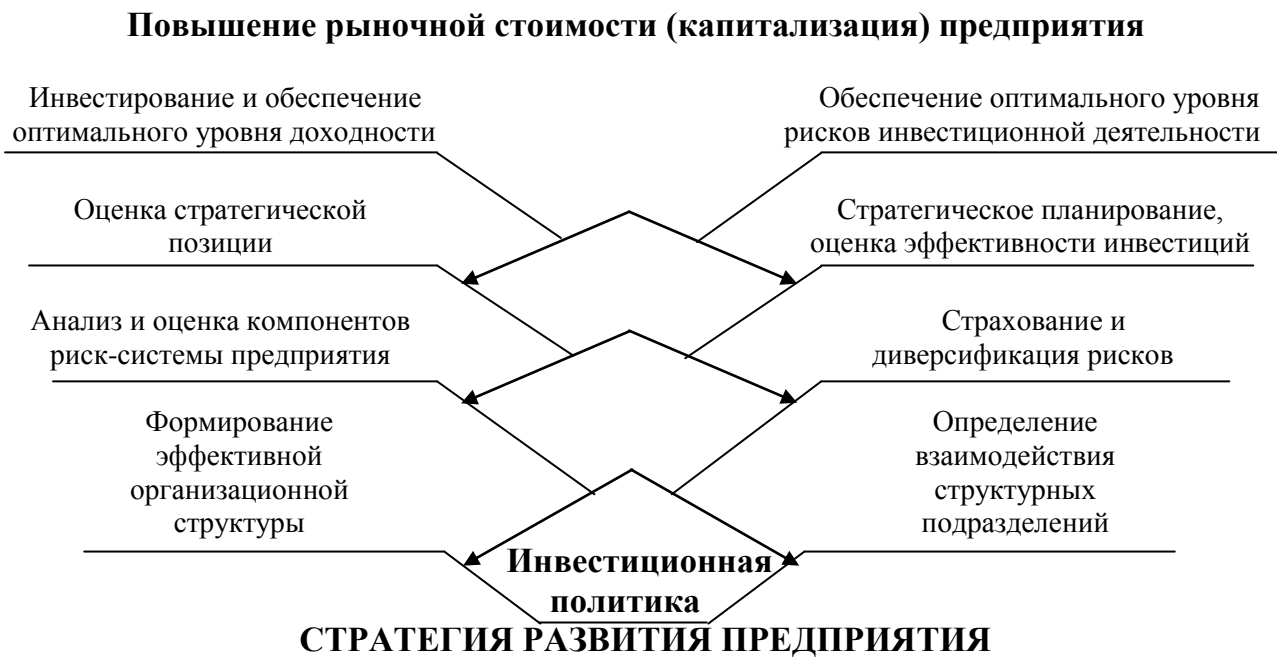 Повышение рыночной стоимости (капитализация) предприятия
Инвестирование и обеспечение
оптимального уровня доходности
Обеспечение оптимального уровня
рисков инвестиционной деятельности
Оценка стратегической
позиции
Стратегическое планирование,
оценка эффективности инвестиций
Анализ и оценка компонентов
риск-системы предприятия
Страхование и
диверсификация рисков
Формирование
эффективной
организационной
структуры
Определение
взаимодействия
структурных
подразделений
Инвестиционная
политика
СТРАТЕГИЯ РАЗВИТИЯ ПРЕДПРИЯТИЯ